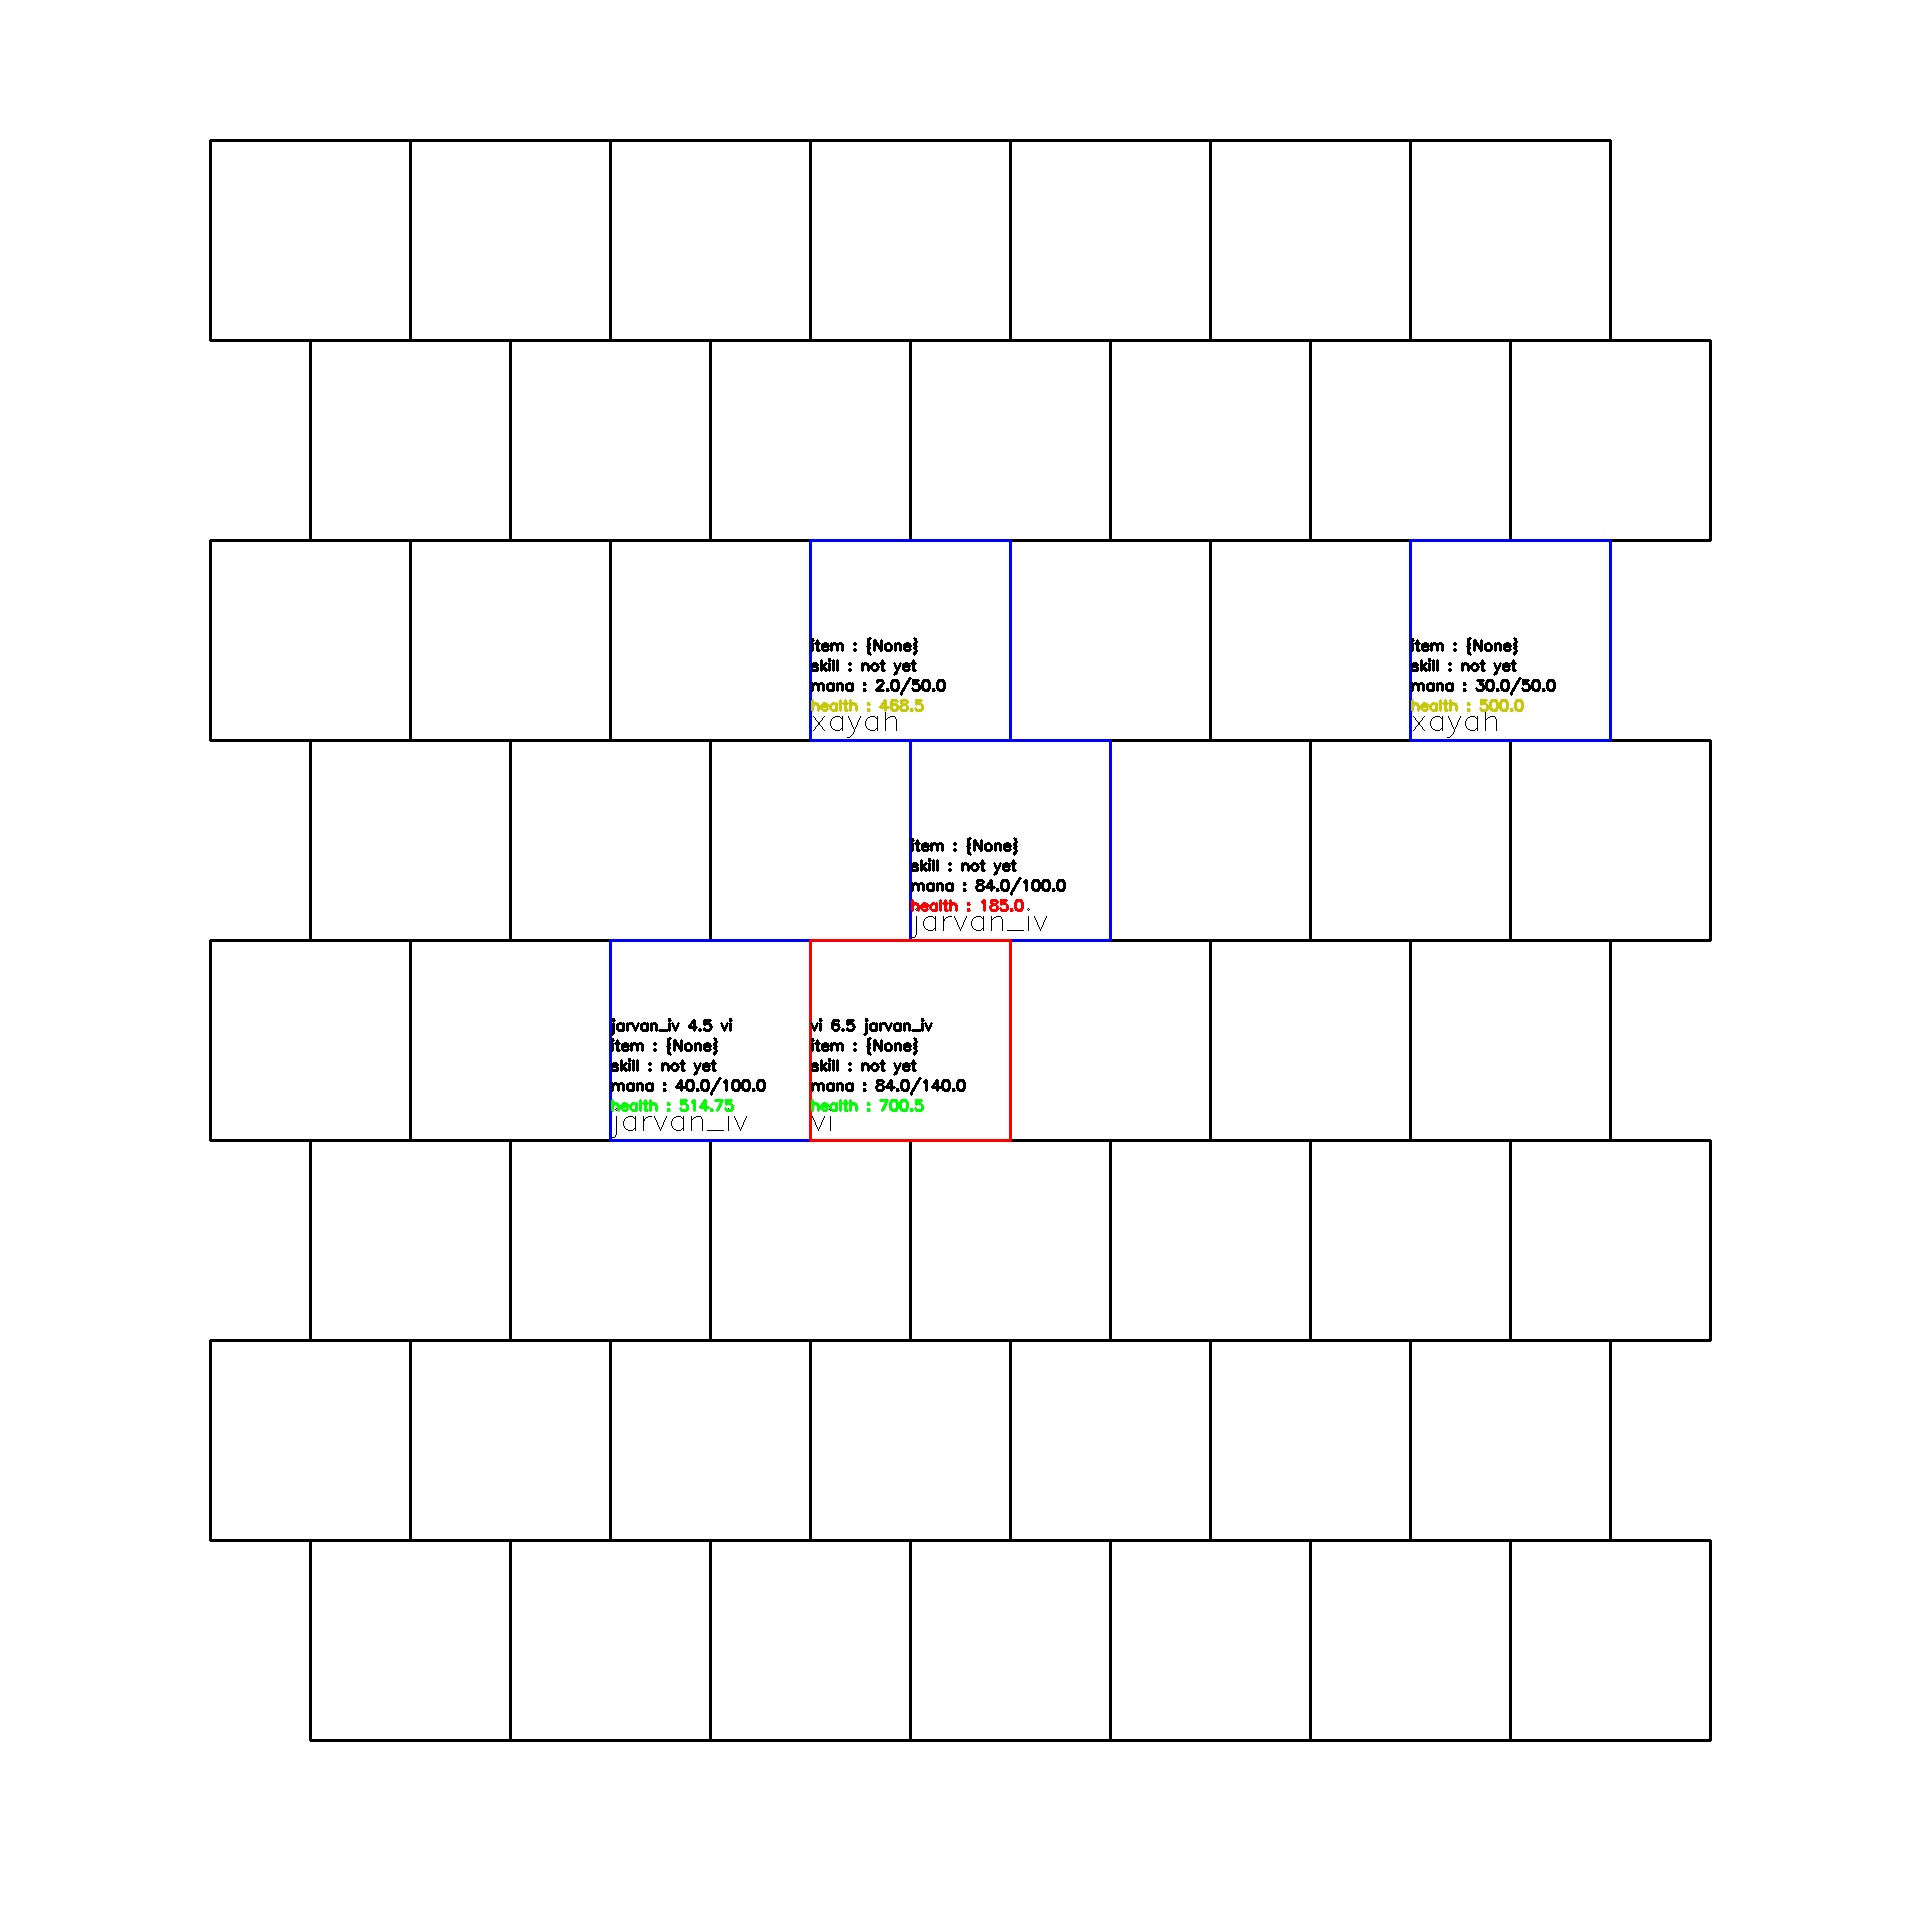 item : {None}
skill : not yet
mana : 2.0/50.0
health : 468.5
xayah
item : {None}
skill : not yet
mana : 30.0/50.0
health : 500.0
xayah
item : {None}
skill : not yet
mana : 84.0/100.0
health : 185.0
jarvan_iv
jarvan_iv 4.5 vi
item : {None}
skill : not yet
mana : 40.0/100.0
health : 514.75
jarvan_iv
vi 6.5 jarvan_iv
item : {None}
skill : not yet
mana : 84.0/140.0
health : 700.5
vi